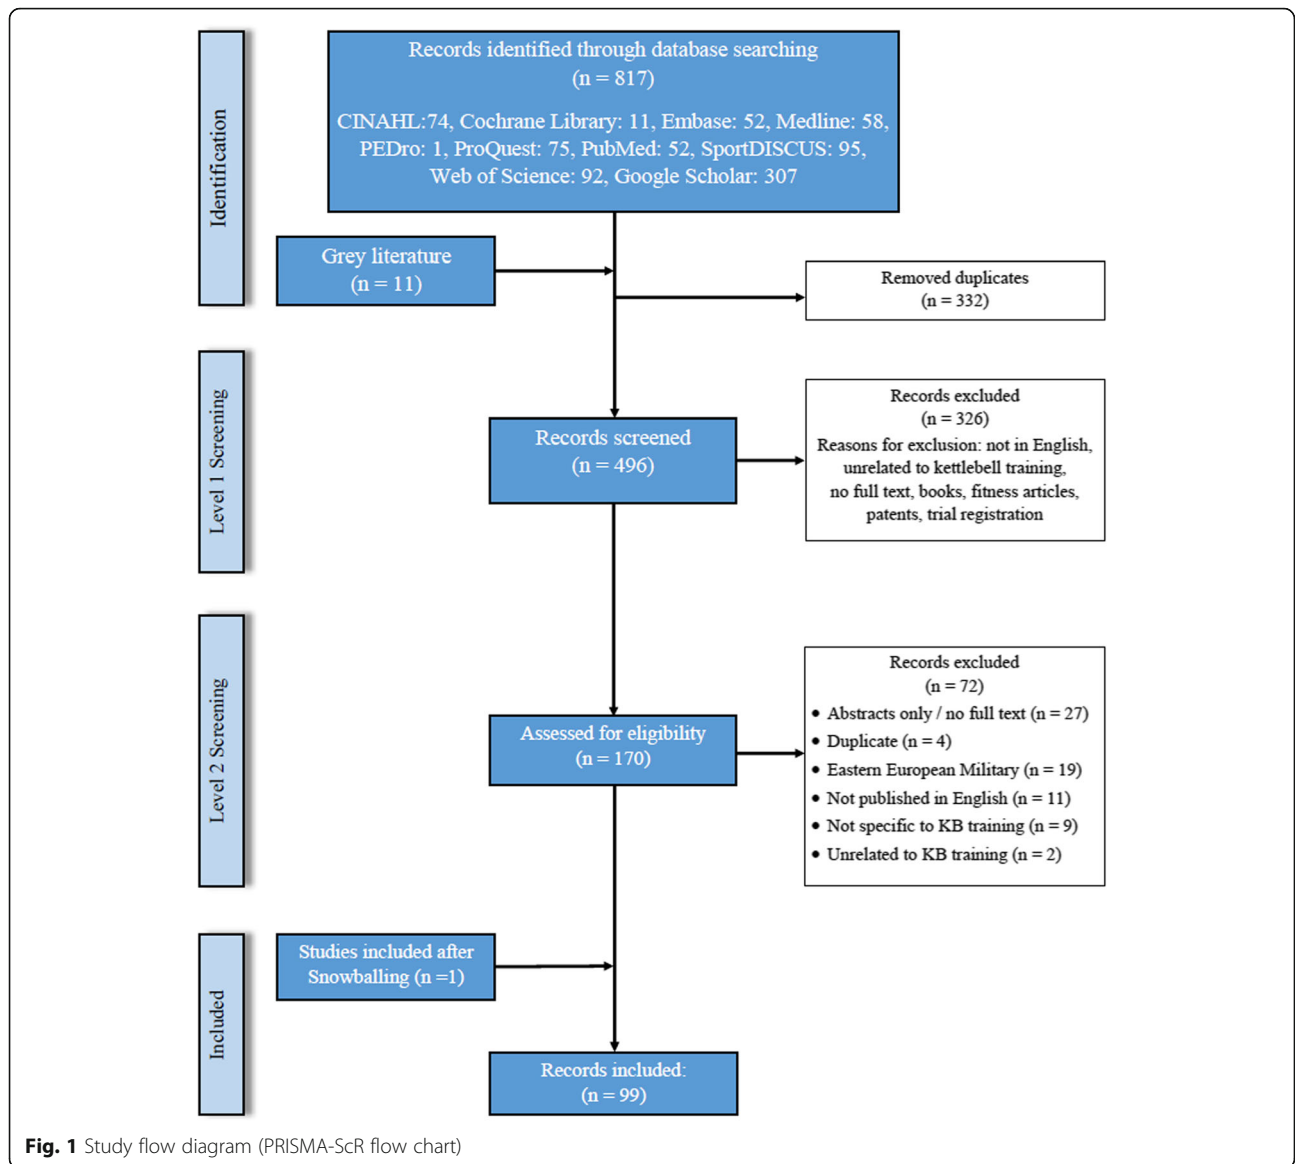 Identification
Records identified through database searching
(n = 817)
CINAHL:74, Cochrane Library: 11, Embase: 52, Medline: 58,
PEDro: 1, ProQuest: 75, PubMed: 52, SportDISCUS: 95,
Web of Science: 92, Google Scholar: 307
Grey literature
(n = 11)
Removed duplicates
(n = 332)
Level 1 Screening
Records screened
(n = 496)
Records excluded
(n = 326)
Reasons for exclusion: not in English,
unrelated to kettlebell training,
no full text, books, fitness articles,
patents, trial registration
Level 2 Screening
Assessed for eligibility
(n = 170)
Records excluded
(n = 72)
• Abstracts only / no full text (n = 27)
• Duplicate (n = 4)
• Eastern European Military (n = 19)
• Not published in English (n = 11)
• Not specific to KB training (n = 9)
• Unrelated to KB training (n = 2)
Included
Studies included after
Snowballing (n =1)
Records included:
(n = 99)
Fig. 1 Study flow diagram (PRISMA-ScR flow chart)